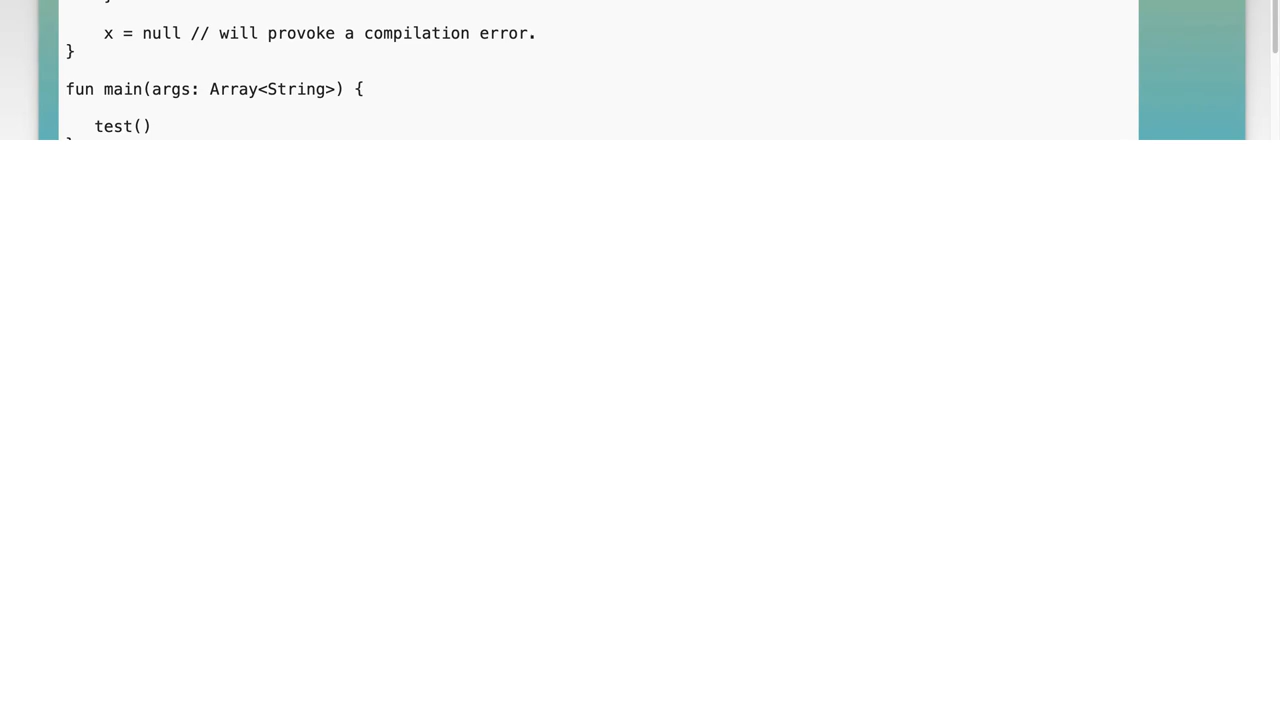 x = null // will provoke a compilation error.
}
fun main(args: Array<String>) {
test()